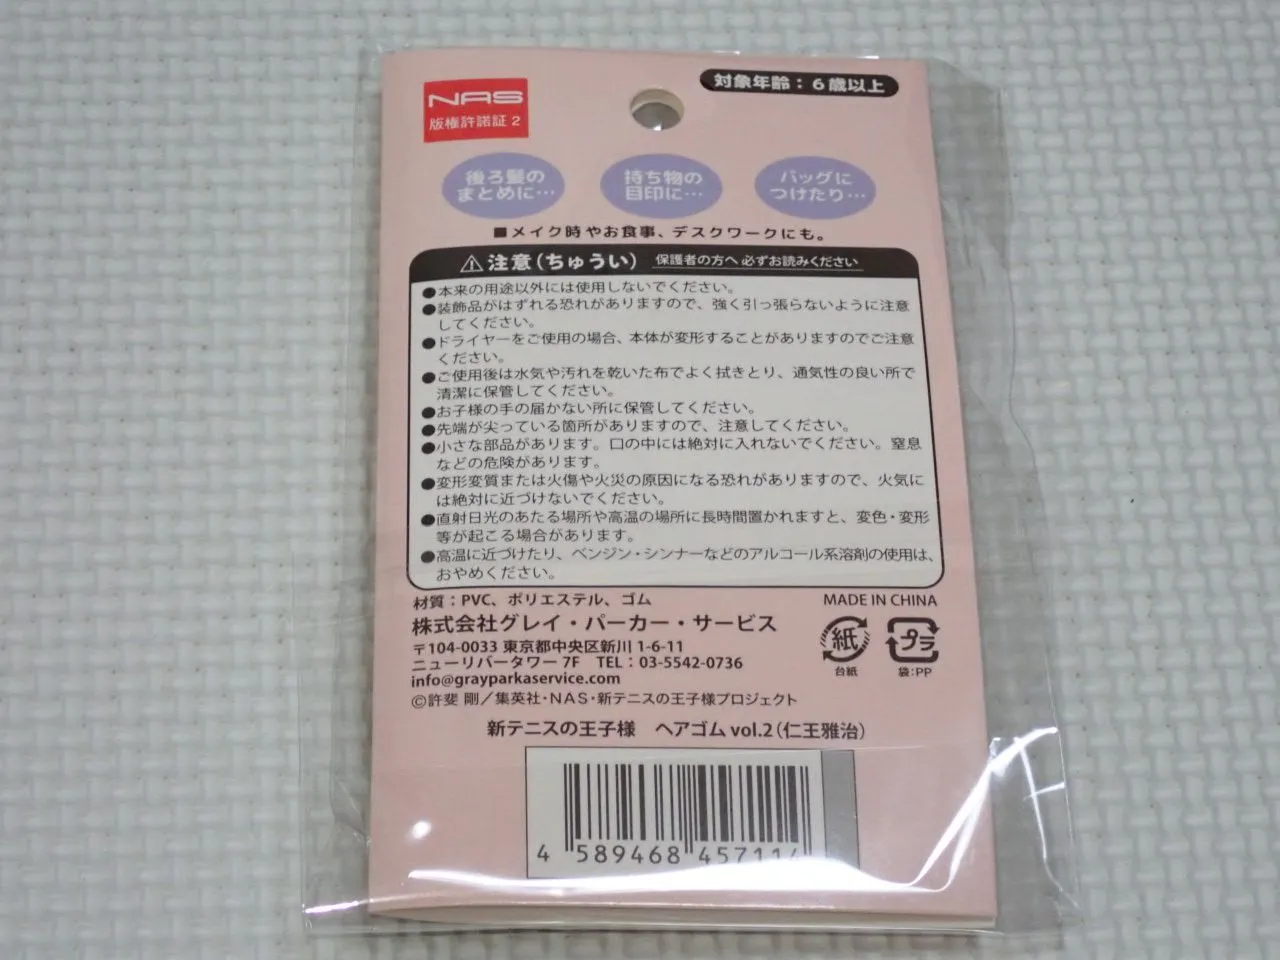 NAS
版権許諾証 2
対象年齢：6歳以上
後ろ髪の
まとめに…
持ち物の
目印に…
バッグに
つけたり…
■メイク時やお食事、デスクワークにも。
⚠注意（ちゅうい） 保護者の方へ 必ずお読みください
●本来の用途以外には使用しないでください。
●装飾品がはずれる恐れがありますので、強く引っ張らないように注意
してください。
●ドライヤーをご使用の場合、本体が変形することがありますのでご注意
ください。
●ご使用後は水気や汚れを乾いた布でよく拭きとり、通気性の良い所で
清潔に保管してください。
●お子様の手の届かない所に保管してください。
●先端が尖っている箇所がありますので、注意してください。
●小さな部品があります。口の中には絶対に入れないでください。窒息
などの危険があります。
●変形変質または火傷や火災の原因になる恐れがありますので、火気に
は絶対に近づけないでください。
●直射日光のあたる場所や高温の場所に長時間置かれますと、変色・変形
等が起こる場合があります。
●高温に近づけたり、ベンジン・シンナーなどのアルコール系溶剤の使用は、
おやめください。
材質：PVC、ポリエステル、ゴム
MADE IN CHINA
株式会社グレイ・パーカー・サービス
〒104-0033 東京都中央区新川 1-6-11
ニューリバータワー 7F TEL：03-5542-0736
info@grayparkaservice.com
紙
台紙
プラ
袋：PP
©許斐 剛／集英社・NAS・新テニスの王子様プロジェクト
新テニスの王子様 ヘアゴム vol.2（仁王雅治）
4 589468 457114